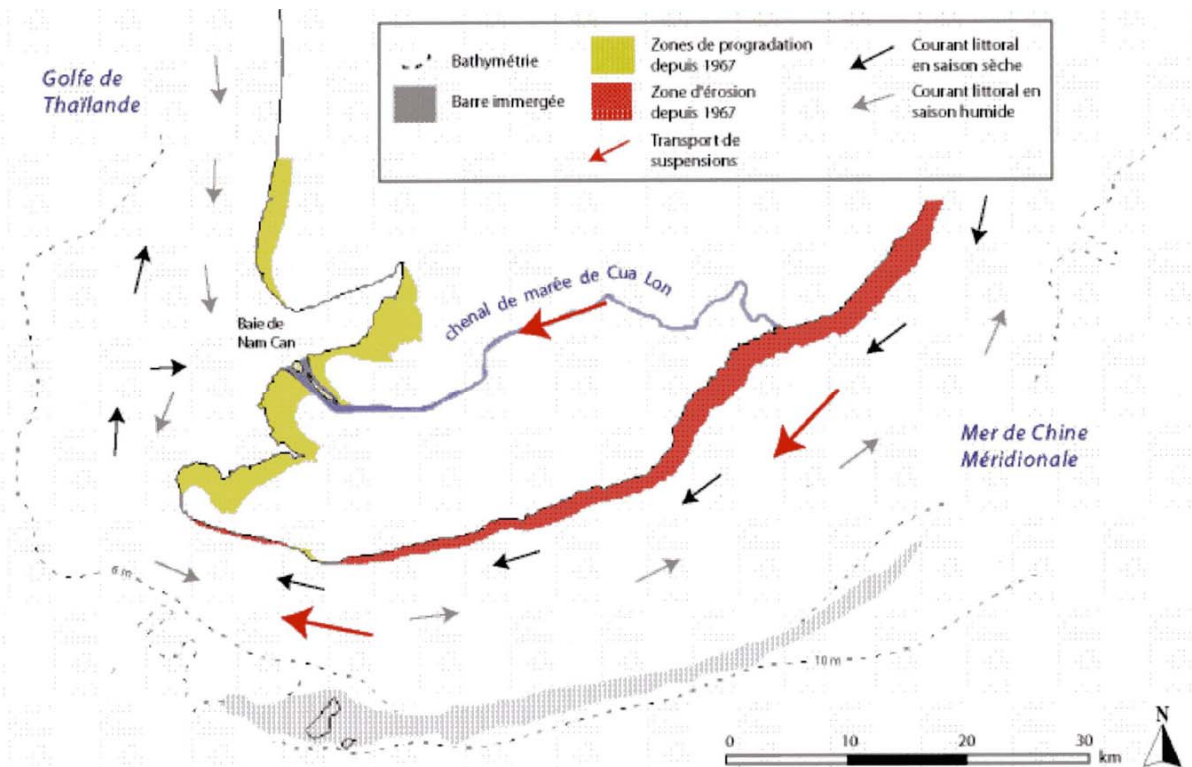 Golfe de
Thaïlande
Bathymétrie
Barre immergée
Zones de progradation
depuis 1967
Zone d'érosion
depuis 1967
Transport de
suspensions
Courant littoral
en saison sèche
Courant littoral en
saison humide
chenal de marée de Cua Lon
Baie de
Nam Can
Mer de Chine
Méridionale
6 m
10 m
N
0 10 20 30
km